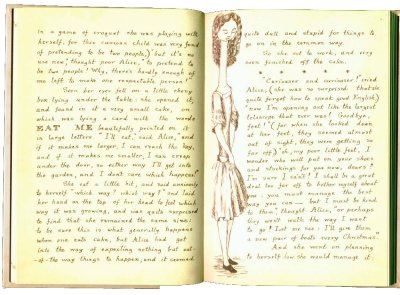 in a game of croquet she was playing with
herself, for this curious child was very fond
of pretending to be two people,) "but it's no
use now," thought poor Alice, "to pretend to
be two people! Why, there's hardly enough of
me left to make one respectable person!"
Soon her eyes fell on a little ebony
box lying under the table: she opened it,
and found in it a very small cake, on
which was lying a card with the words
EAT ME beautifully printed on it
in large letters. "I'll eat," said Alice, "and
if it makes me larger, I can reach the key,
and if it makes me smaller, I can creep
under the door, so either way I'll get into
the garden, and I don't care which happens!"
She eat a little bit, and said anxiously
to herself "which way? which way?" and laid
her hand on the top of her head to feel which
way it was growing, and was quite surprised
to find that she remained the same size:
to be sure this is what generally happens
when one eats cake, but Alice had got
into the way of expecting nothing but out-
-of-the way things to happen, and it seemed
quite dull and stupid for things to
go on in the common way.
So she set to work, and very
soon finished off the cake.
* * * * *
"Curiouser and curiouser!" cried
Alice, (she was so surprised that she
quite forgot how to speak good English,)
"now I'm opening out like the largest
telescope that ever was! Goodbye,
feet!" (for when she looked down
at her feet, they seemed almost
out of sight, they were getting so
far off,) "oh, my poor little feet, I
wonder who will put on your shoes
and stockings for you now, dears?
I'm sure I can't! I shall be a great
deal too far off to bother myself about
you: you must manage the best
way you can — but I must be kind
to them," thought Alice, "or perhaps
they won't walk the way I want
to go! Let me see: I'll give them
a new pair of boots every Christmas."
And she went on planning
to herself how she would manage it